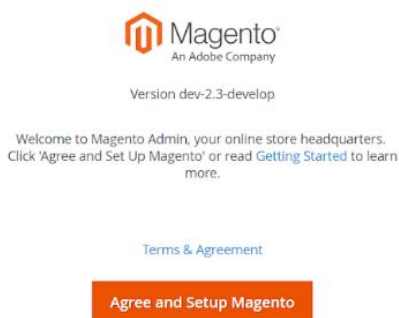 Magento
An Adobe Company
Version dev-2.3-develop
Welcome to Magento Admin, your online store headquarters.
Click 'Agree and Set Up Magento' or read Getting Started to learn
more.
Terms & Agreement
Agree and Setup Magento